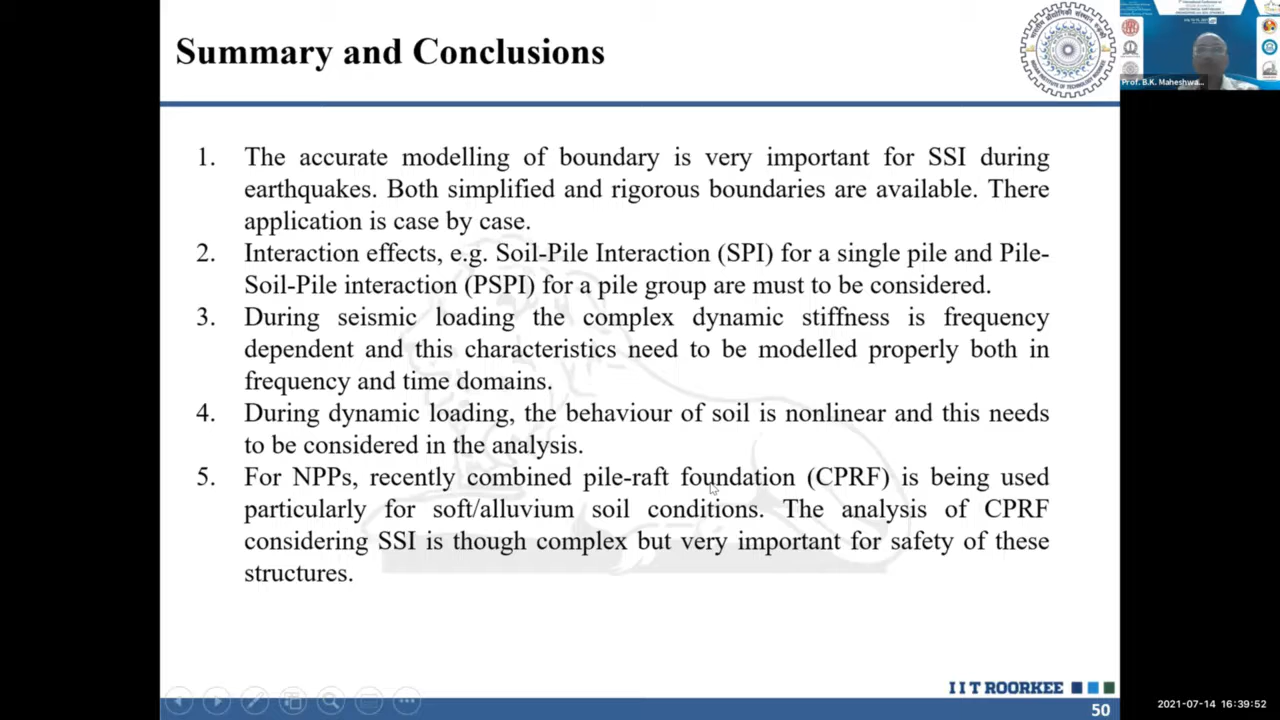 Summary and Conclusions
Prof. B.K. Maheshwa...
1. The accurate modelling of boundary is very important for SSI during
earthquakes. Both simplified and rigorous boundaries are available. There
application is case by case.
2. Interaction effects, e.g. Soil-Pile Interaction (SPI) for a single pile and Pile-
Soil-Pile interaction (PSPI) for a pile group are must to be considered.
3. During seismic loading the complex dynamic stiffness is frequency
dependent and this characteristics need to be modelled properly both in
frequency and time domains.
4. During dynamic loading, the behaviour of soil is nonlinear and this needs
to be considered in the analysis.
5. For NPPs, recently combined pile-raft foundation (CPRF) is being used
particularly for soft/alluvium soil conditions. The analysis of CPRF
considering SSI is though complex but very important for safety of these
structures.
I I T ROORKEE
50
2021-07-14 16:39:52